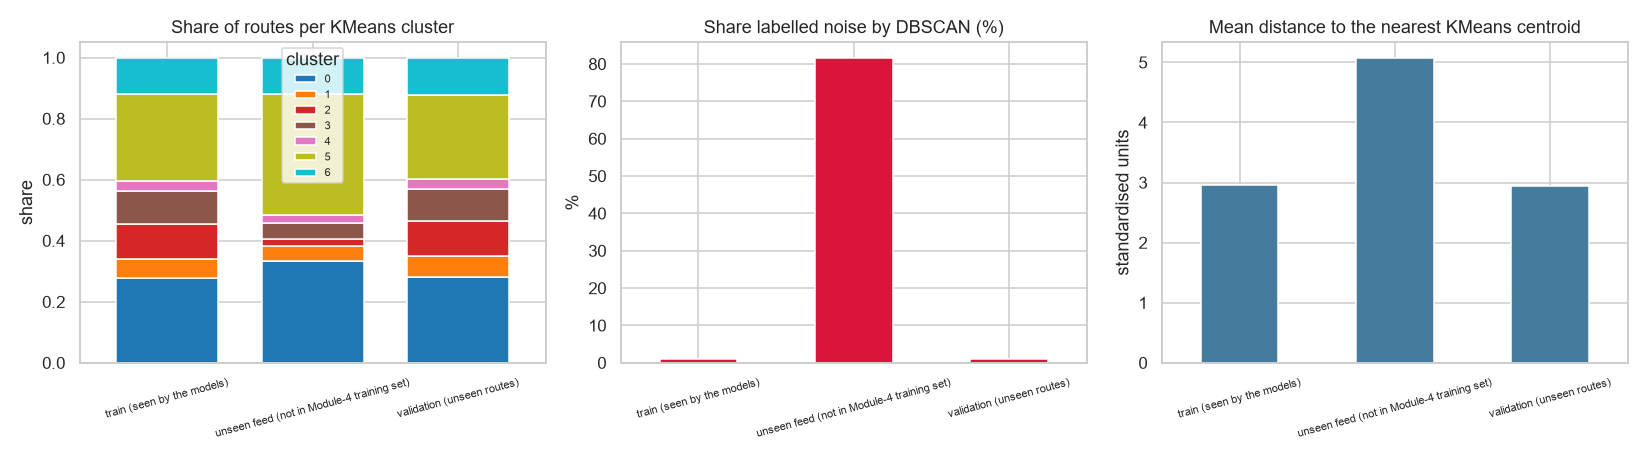 Share of routes per KMeans cluster
share
1.0
0.8
0.6
0.4
0.2
0.0
cluster
0
1
2
3
4
5
6
train (seen by the models)
unseen feed (not in Module-4 training set)
validation (unseen routes)
Share labelled noise by DBSCAN (%)
%
80
70
60
50
40
30
20
10
0
train (seen by the models)
unseen feed (not in Module-4 training set)
validation (unseen routes)
Mean distance to the nearest KMeans centroid
standardised units
5
4
3
2
1
0
train (seen by the models)
unseen feed (not in Module-4 training set)
validation (unseen routes)